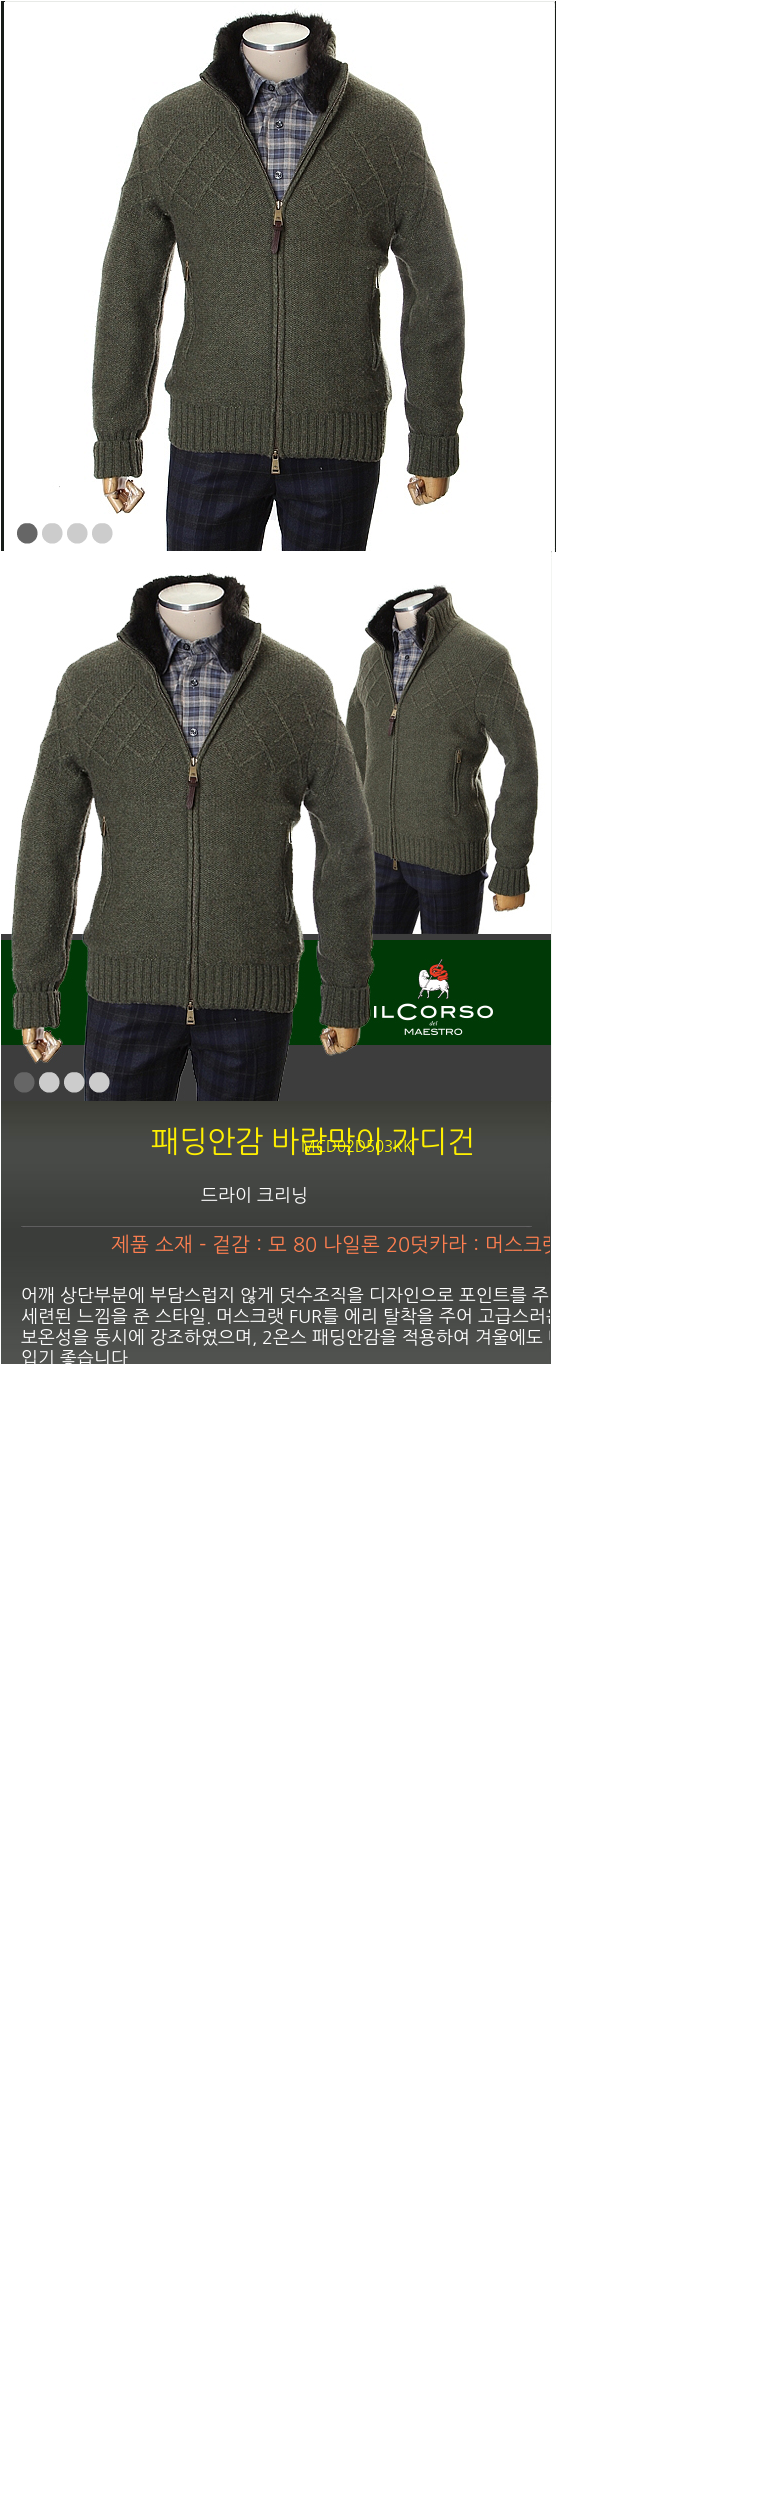 ILCORSO
del
MAESTRO
패딩안감 바람막이 가디건
MCD02D503KK
드라이 크리닝
제품 소재 - 겉감 : 모 80 나일론 20덧카라 : 머스크랫
어깨 상단부분에 부담스럽지 않게 덧수조직을 디자인으로 포인트를 주
세련된 느낌을 준 스타일. 머스크랫 FUR를 에리 탈착을 주어 고급스러운
보온성을 동시에 강조하였으며, 2온스 패딩안감을 적용하여 겨울에도
입기 좋습니다